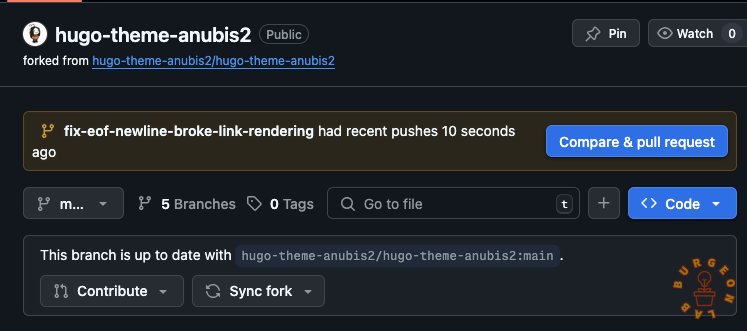 hugo-theme-anubis2 Public Pin Watch 0
forked from hugo-theme-anubis2/hugo-theme-anubis2
fix-eof-newline-broke-link-rendering had recent pushes 10 seconds
ago
Compare & pull request
m... 5 Branches 0 Tags Go to file t Code
This branch is up to date with hugo-theme-anubis2/hugo-theme-anubis2:main .
Contribute Sync fork
BURGEON LAB